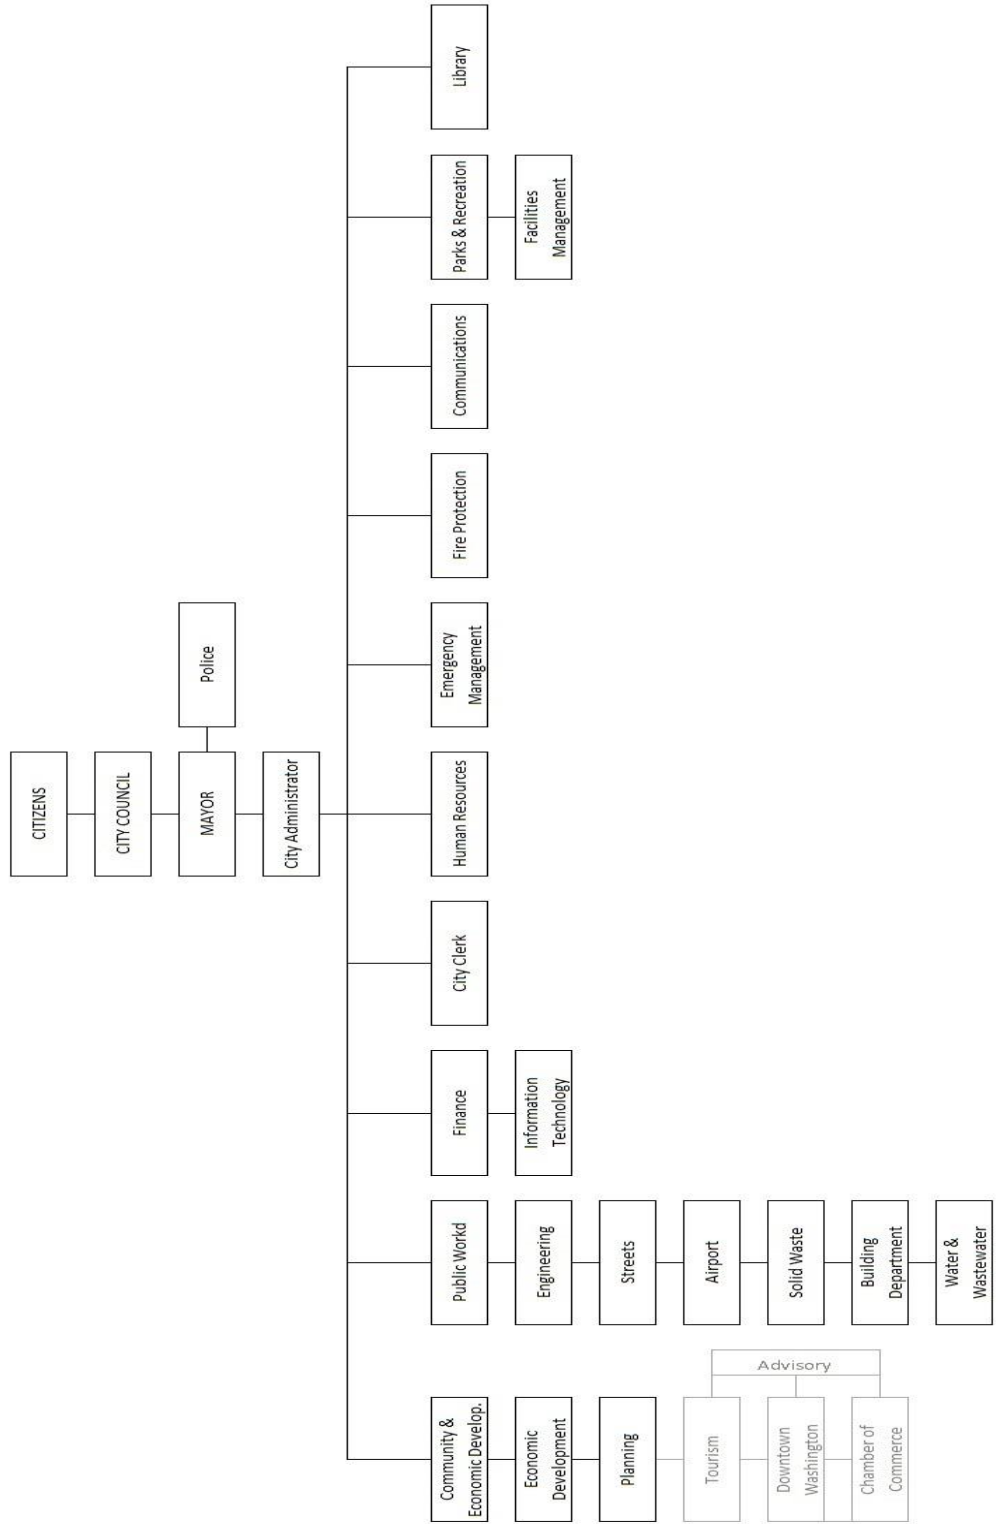 CITIZENS
CITY COUNCIL
MAYOR
Police
City Administrator
Community &
Economic Develop.
Public Workd
Finance
City Clerk
Human Resources
Emergency
Management
Fire Protection
Communications
Parks & Recreation
Library
Economic
Development
Engineering
Information
Technology
Facilities
Management
Planning
Streets
Tourism
Advisory
Airport
Downtown
Washington
Solid Waste
Chamber of
Commerce
Building
Department
Water &
Wastewater